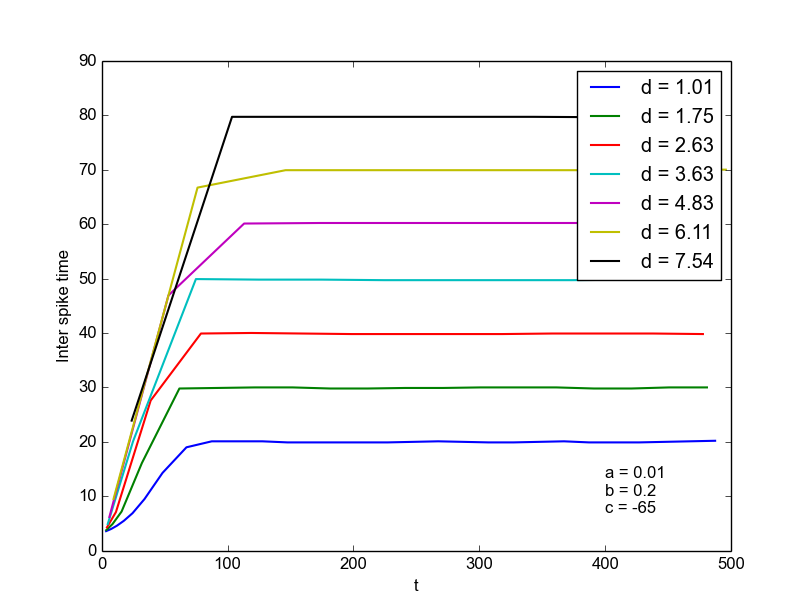 90
80
70
60
50
40
30
20
10
0
Inter spike time
d = 1.01
d = 1.75
d = 2.63
d = 3.63
d = 4.83
d = 6.11
d = 7.54
a = 0.01
b = 0.2
c = -65
0 100 200 300 400 500
t